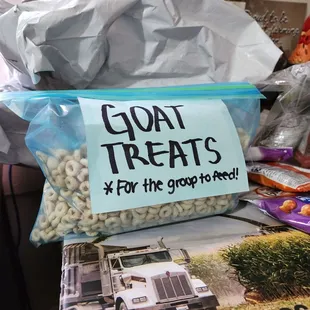 GOAT
TREATS
* For the group to feed!